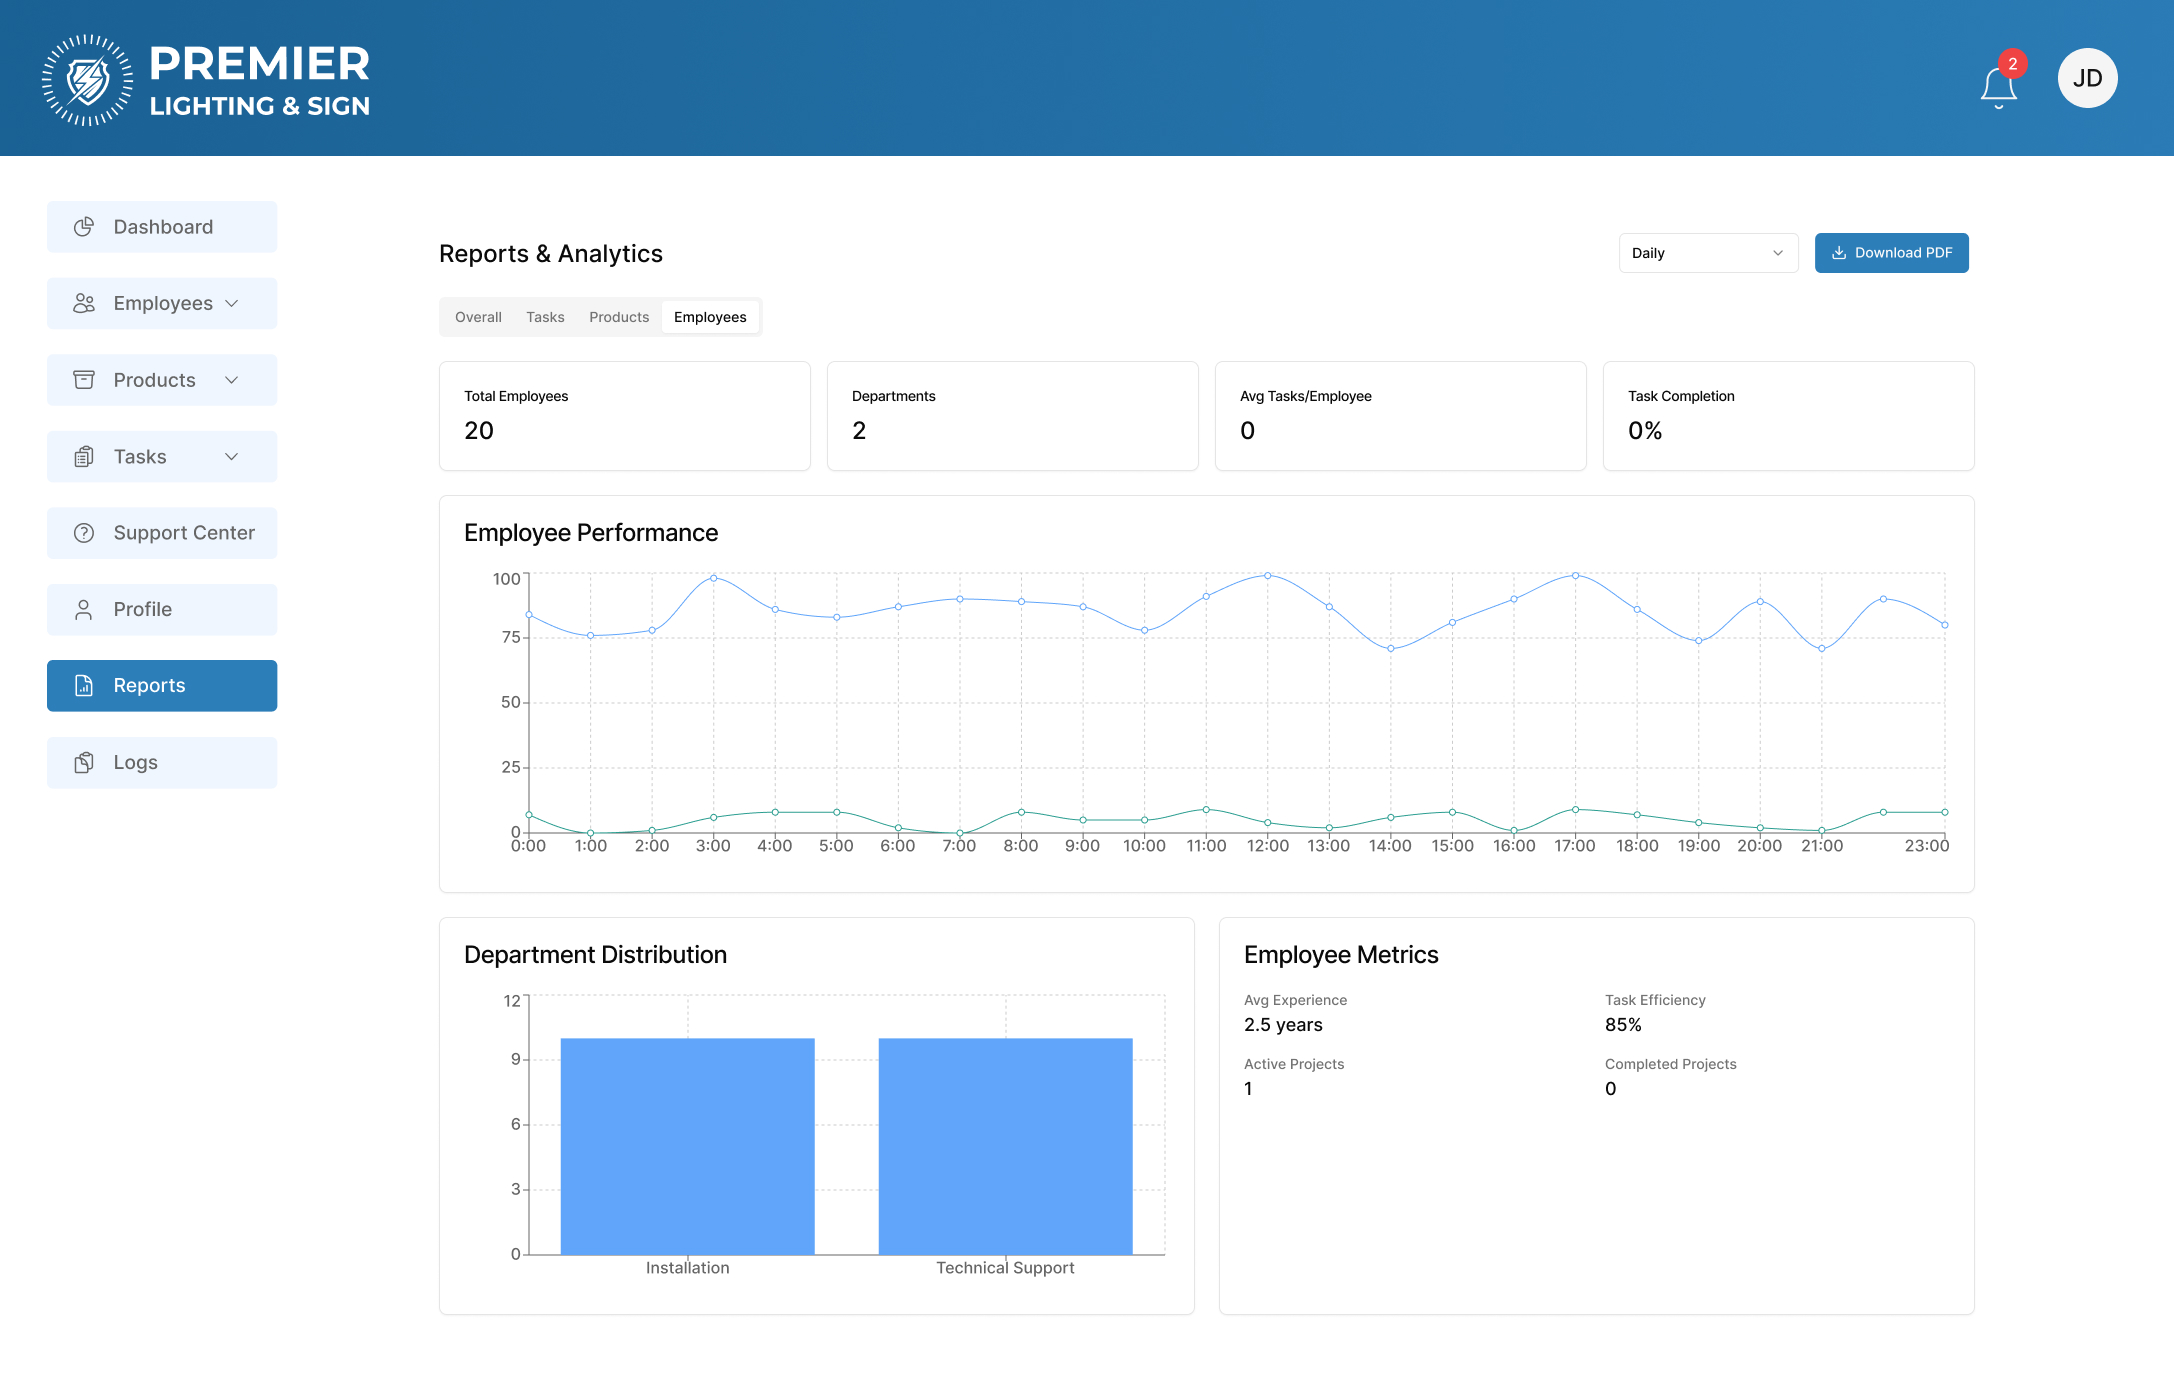 PREMIER
LIGHTING & SIGN
2
JD
Dashboard
Employees
Products
Tasks
Support Center
Profile
Reports
Logs
Reports & Analytics
Daily
Download PDF
Overall Tasks Products Employees
Total Employees
20
Departments
2
Avg Tasks/Employee
0
Task Completion
0%
Employee Performance
100
75
50
25
0
0:00 1:00 2:00 3:00 4:00 5:00 6:00 7:00 8:00 9:00 10:00 11:00 12:00 13:00 14:00 15:00 16:00 17:00 18:00 19:00 20:00 21:00 23:00
Department Distribution
12
9
6
3
0
Installation Technical Support
Employee Metrics
Avg Experience
2.5 years
Task Efficiency
85%
Active Projects
1
Completed Projects
0